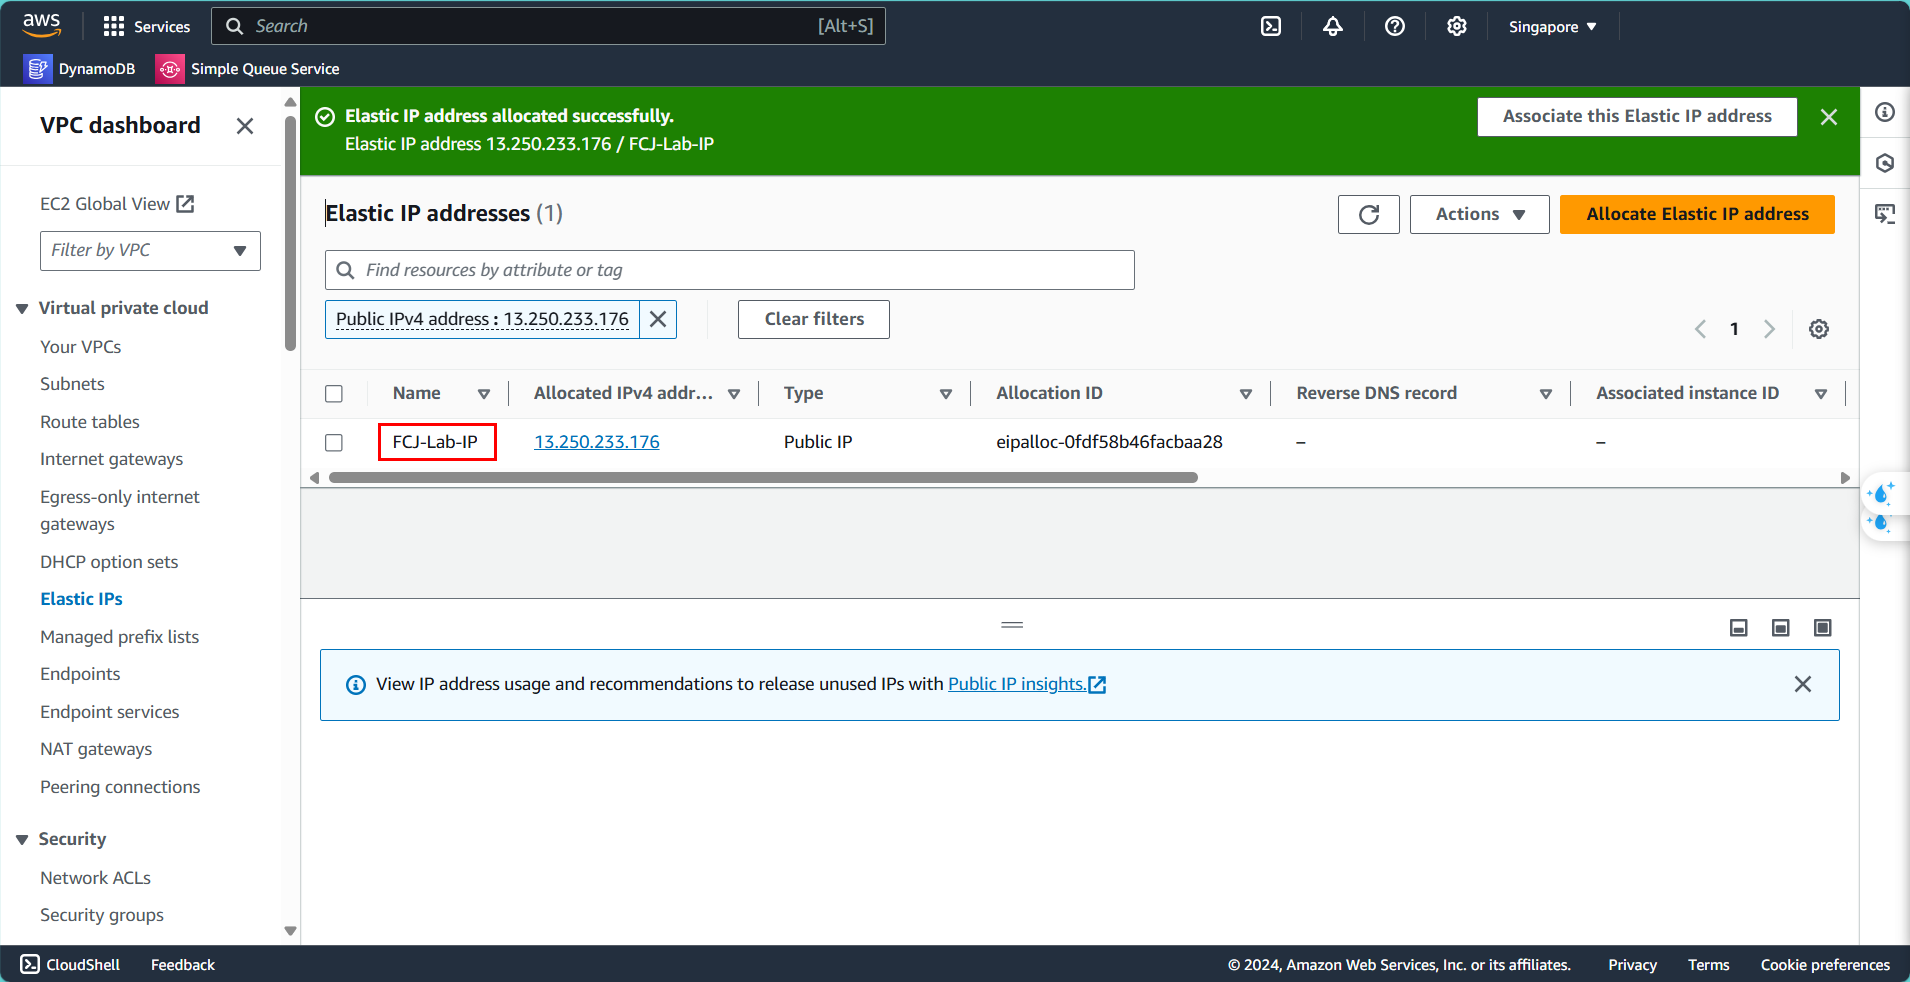 aws
Services
Search
[Alt+S]
Singapore
DynamoDB
Simple Queue Service
VPC dashboard
EC2 Global View
Filter by VPC
Virtual private cloud
Your VPCs
Subnets
Route tables
Internet gateways
Egress-only internet
gateways
DHCP option sets
Elastic IPs
Managed prefix lists
Endpoints
Endpoint services
NAT gateways
Peering connections
Security
Network ACLs
Security groups
Elastic IP address allocated successfully.
Elastic IP address 13.250.233.176 / FCJ-Lab-IP
Associate this Elastic IP address
Elastic IP addresses (1)
Actions
Allocate Elastic IP address
Find resources by attribute or tag
Public IPv4 address : 13.250.233.176
Clear filters
1
Name
Allocated IPv4 addr...
Type
Allocation ID
Reverse DNS record
Associated instance ID
FCJ-Lab-IP
13.250.233.176
Public IP
eipalloc-0fdf58b46facbaa28
–
–
View IP address usage and recommendations to release unused IPs with Public IP insights.
CloudShell
Feedback
© 2024, Amazon Web Services, Inc. or its affiliates.
Privacy
Terms
Cookie preferences